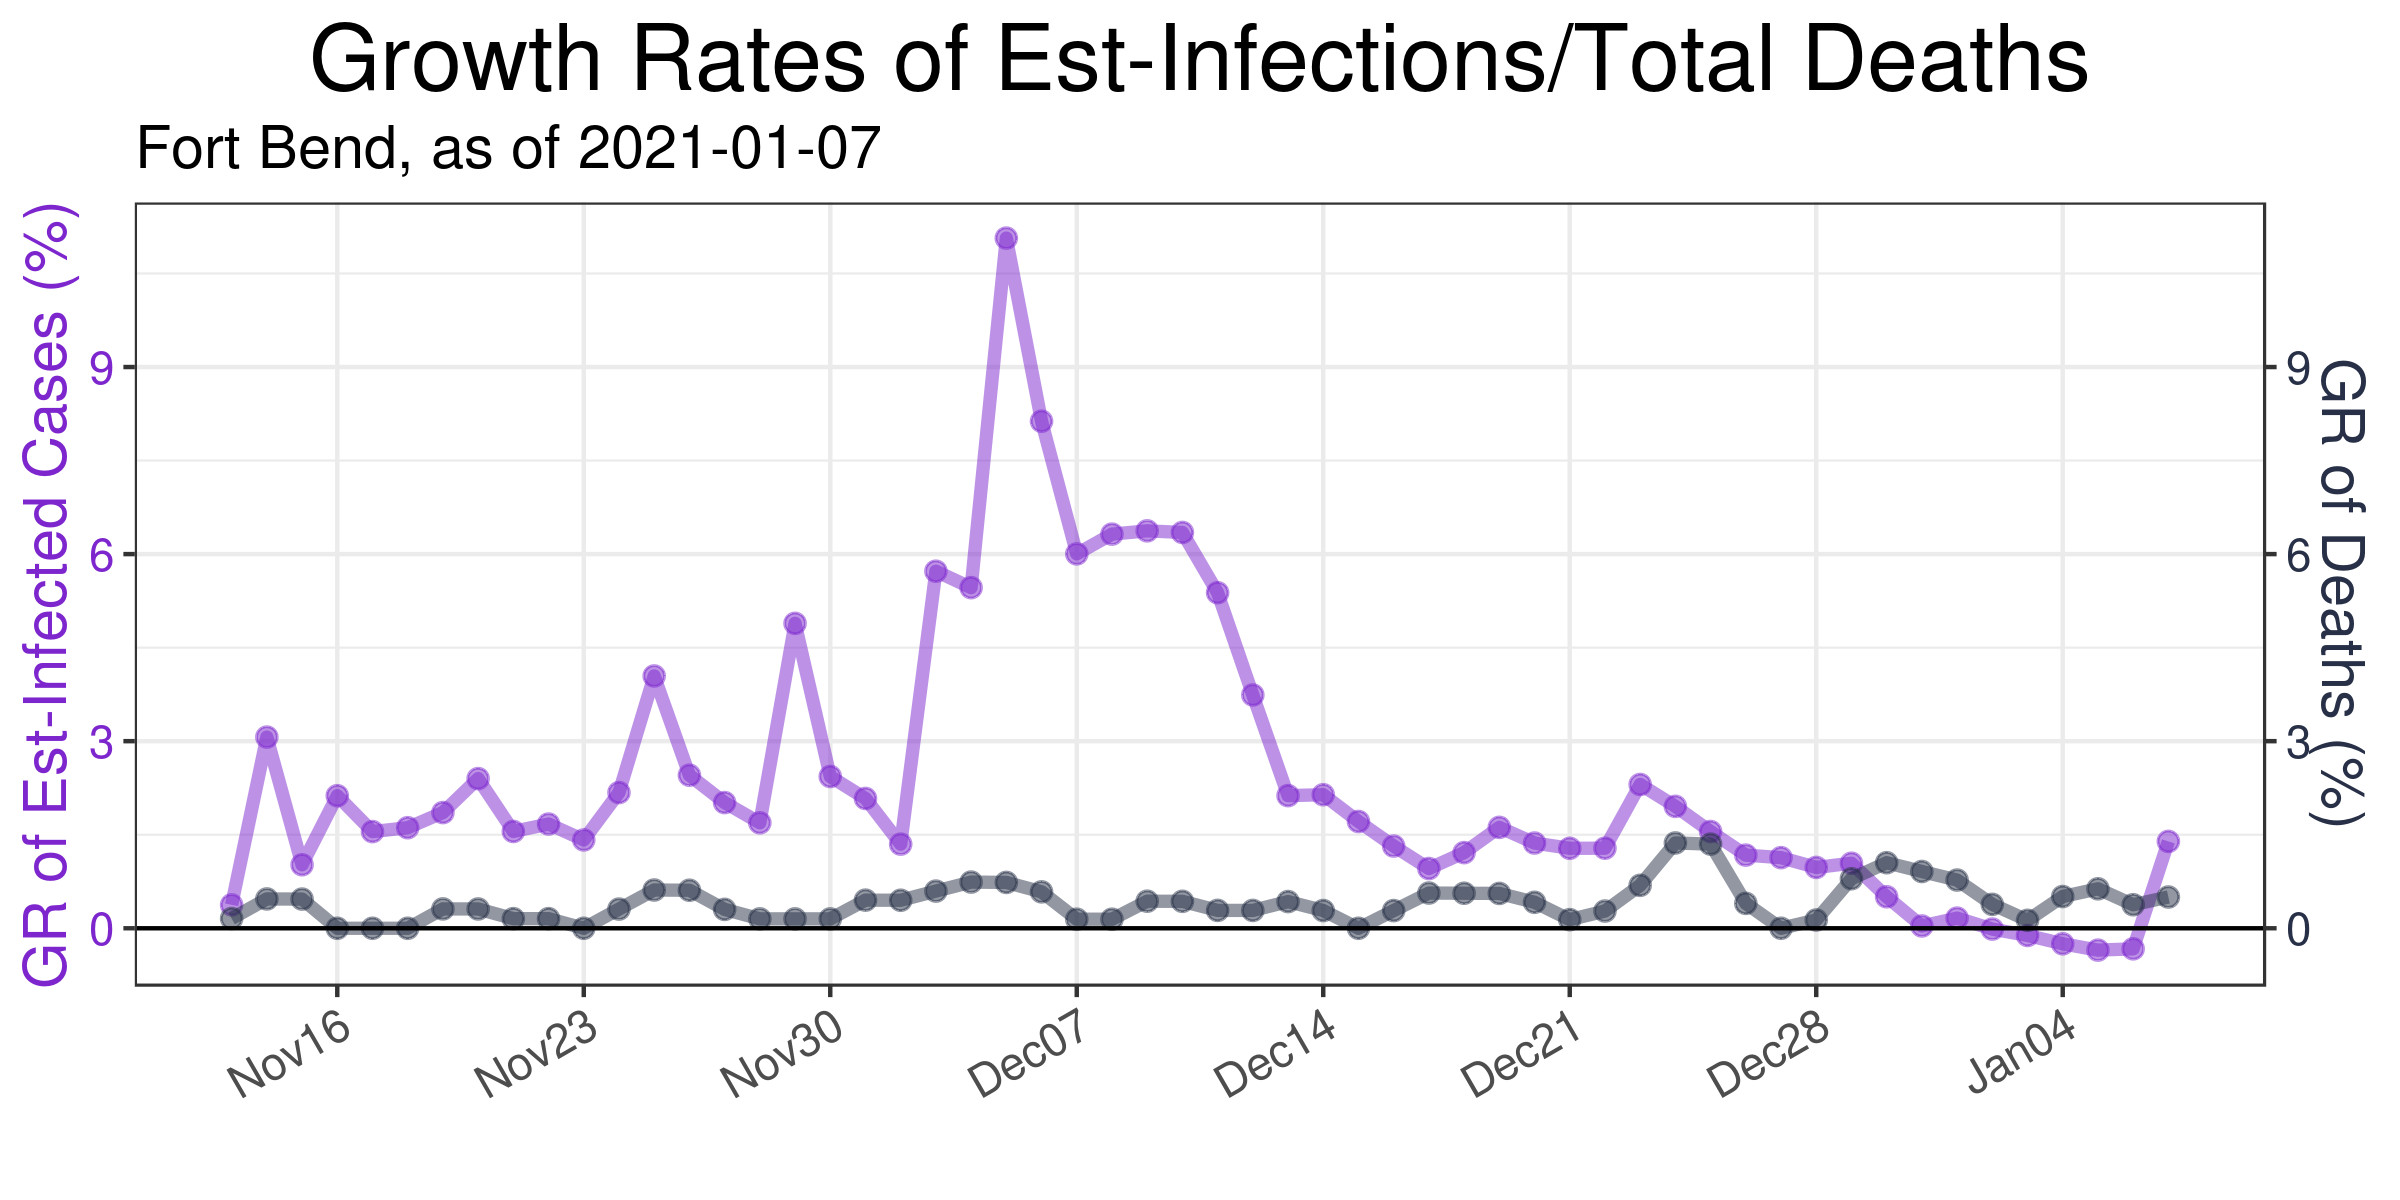 Growth Rates of Est-Infections/Total Deaths
Fort Bend, as of 2021-01-07
GR of Est-Infected Cases (%)
9
6
3
0
9
6
3
0
GR of Deaths (%)
Nov16
Nov23
Nov30
Dec07
Dec14
Dec21
Dec28
Jan04